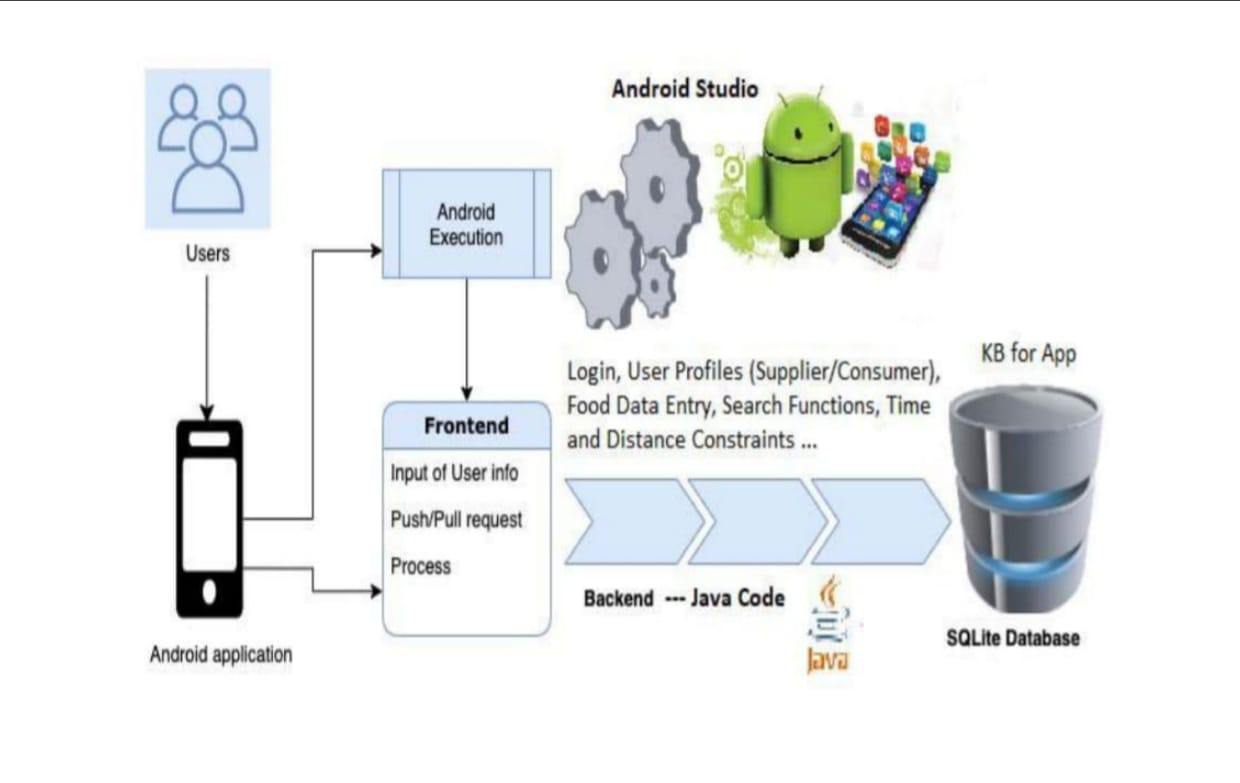 Android Studio
Users
Android
Execution
KB for App
Login, User Profiles (Supplier/Consumer),
Food Data Entry, Search Functions, Time
and Distance Constraints ...
Frontend
Input of User info
Push/Pull request
Process
Backend --- Java Code
Java
SQLite Database
Android application